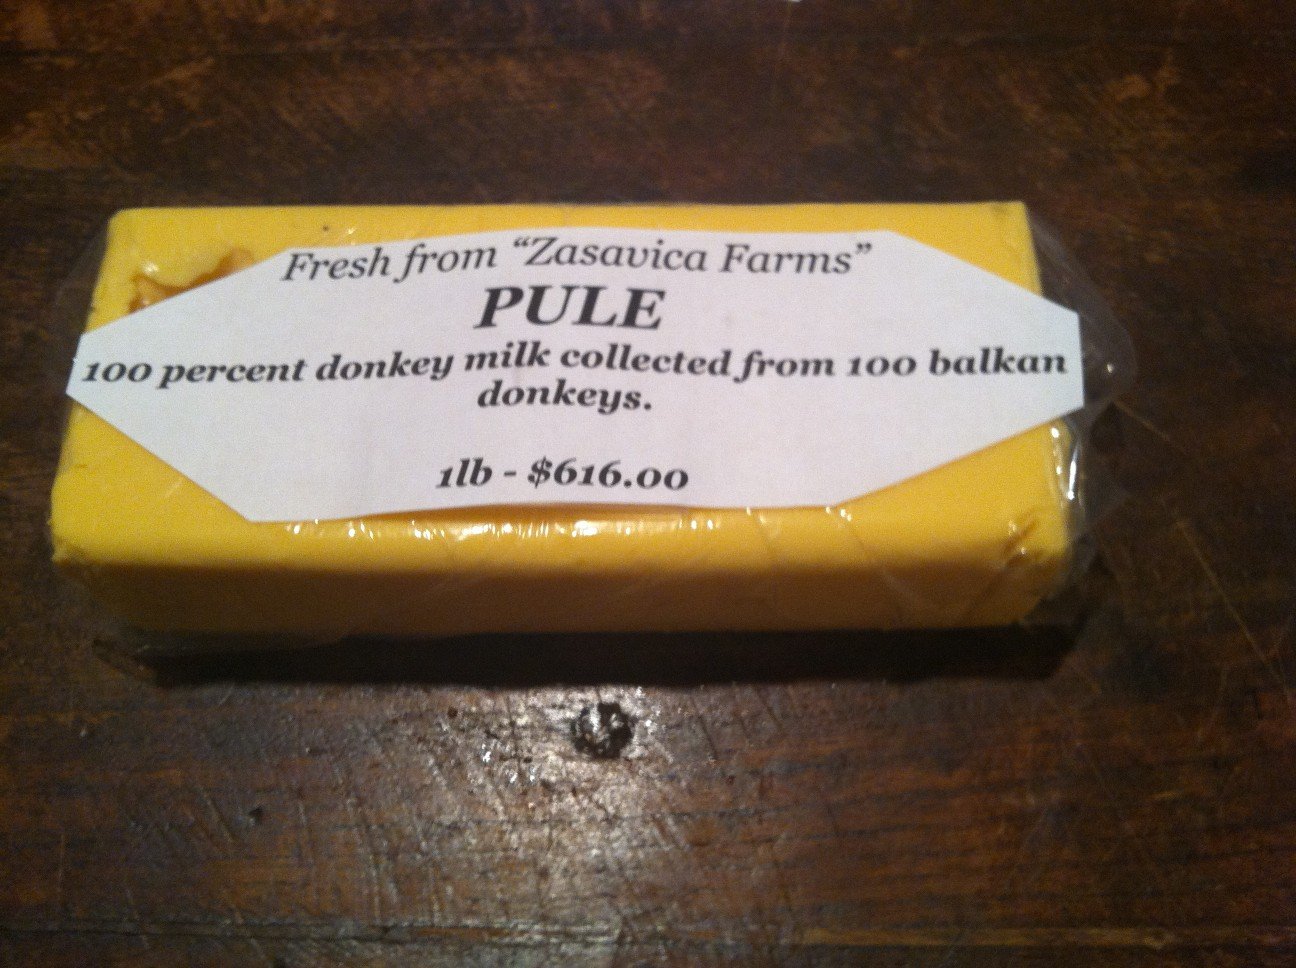 Fresh from “Zasavica Farms”
PULE
100 percent donkey milk collected from 100 balkan
donkeys.
1lb - $616.00